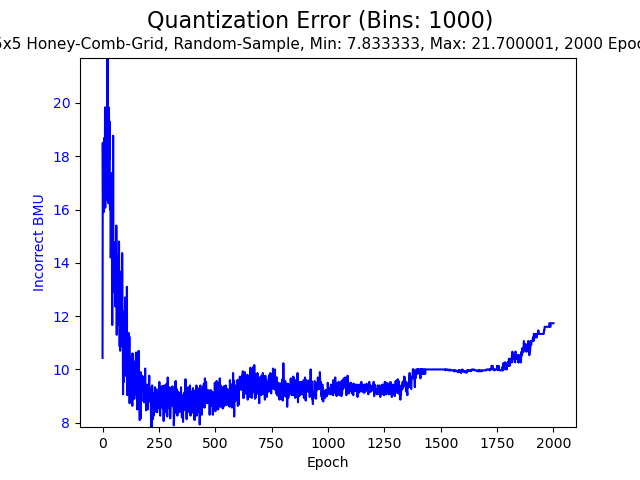 Quantization Error (Bins: 1000)
5x5 Honey-Comb-Grid, Random-Sample, Min: 7.833333, Max: 21.700001, 2000 Epoc
20
18
16
14
12
10
8
Incorrect BMU
0 250 500 750 1000 1250 1500 1750 2000
Epoch